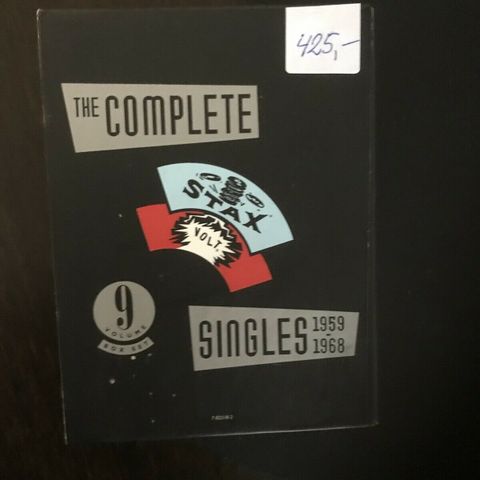 425,-
THE COMPLETE
STAX
VOLT.
9
VOLUME
BOX SET
SINGLES 1959
-
1968